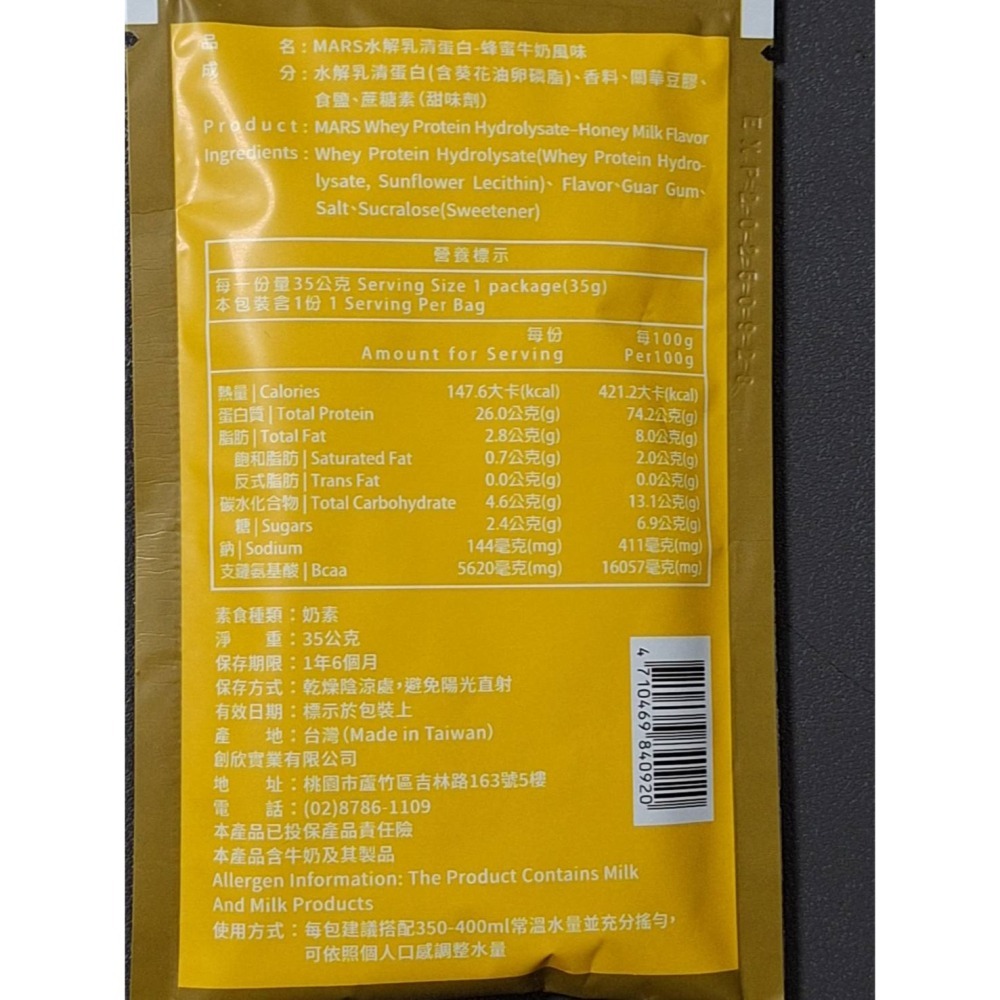 品 名：MARS水解乳清蛋白-蜂蜜牛奶風味
成 分：水解乳清蛋白(含葵花油卵磷脂)、香料、關華豆膠、
食鹽、蔗糖素(甜味劑)
Product：MARS Whey Protein Hydrolysate-Honey Milk Flavor
Ingredients：Whey Protein Hydrolysate(Whey Protein Hydro-
lysate, Sunflower Lecithin)、Flavor、Guar Gum、
Salt、Sucralose(Sweetener)
營養標示
每一份量35公克 Serving Size 1 package(35g)
本包裝含1份 1 Serving Per Bag
每份 每100g
Amount for Serving Per100g
熱量|Calories 147.6大卡(kcal) 421.2大卡(kcal)
蛋白質|Total Protein 26.0公克(g) 74.2公克(g)
脂肪|Total Fat 2.8公克(g) 8.0公克(g)
飽和脂肪|Saturated Fat 0.7公克(g) 2.0公克(g)
反式脂肪|Trans Fat 0.0公克(g) 0.0公克(g)
碳水化合物|Total Carbohydrate 4.6公克(g) 13.1公克(g)
糖|Sugars 2.4公克(g) 6.9公克(g)
鈉|Sodium 144毫克(mg) 411毫克(mg)
支鏈氨基酸|Bcaa 5620毫克(mg) 16057毫克(mg)
素食種類：奶素
淨 重：35公克
保存期限：1年6個月
保存方式：乾燥陰涼處，避免陽光直射
有效日期：標示於包裝上
產 地：台灣(Made in Taiwan)
創欣實業有限公司
地 址：桃園市蘆竹區吉林路163號5樓
電 話：(02)8786-1109
本產品已投保產品責任險
本產品含牛奶及其製品
Allergen Information: The Product Contains Milk
And Milk Products
使用方式：每包建議搭配350-400ml常溫水量並充分搖勻，
可依照個人口感調整水量
4 710469 840920